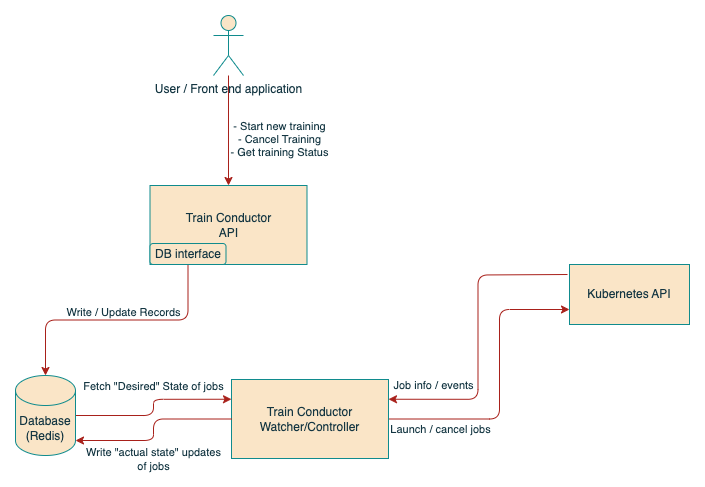 User / Front end application
- Start new training
- Cancel Training
- Get training Status
Train Conductor
API
DB interface
Write / Update Records
Kubernetes API
Fetch "Desired" State of jobs
Job info / events
Database
(Redis)
Train Conductor
Watcher/Controller
Launch / cancel jobs
Write "actual state" updates
of jobs